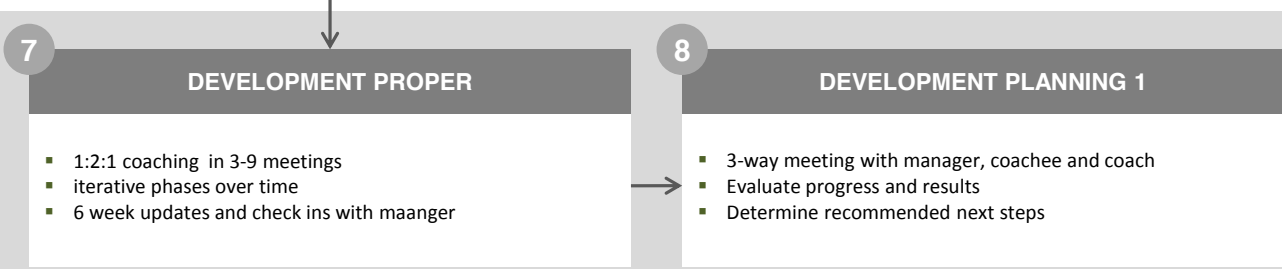 7
DEVELOPMENT PROPER
1:2:1 coaching in 3-9 meetings
iterative phases over time
6 week updates and check ins with maanger
8
DEVELOPMENT PLANNING 1
3-way meeting with manager, coachee and coach
Evaluate progress and results
Determine recommended next steps